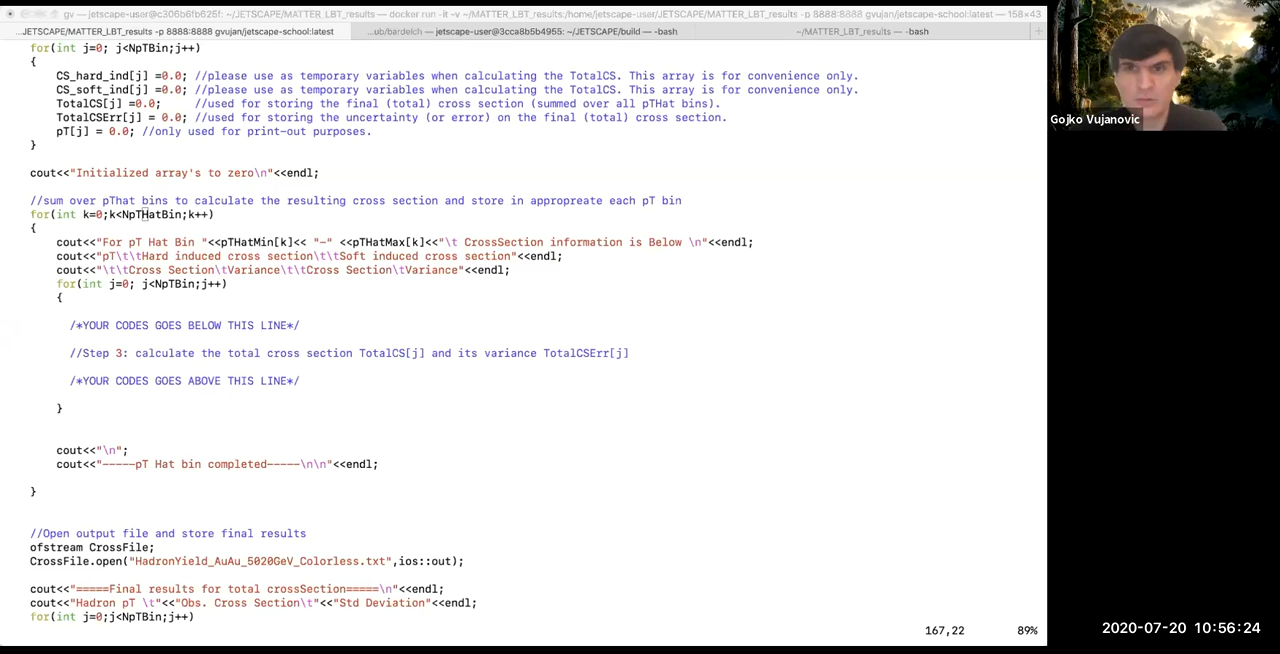 gv — jetscape-user@c306b6fb625f: ~/JETSCAPE/MATTER_LBT_results — docker run -it -v ~/MATTER_LBT_results:/home/jetscape-user/JETSCAPE/MATTER_LBT_results -p 8888:8888 gvujan/jetscape-school:latest — 158×43
...JETSCAPE/MATTER_LBT_results -p 8888:8888 gvujan/jetscape-school:latest
...ub/bardeich — jetscape-user@3cca8b5b4955: ~/JETSCAPE/build — -bash
~/MATTER_LBT_results — -bash
+
for(int j=0; j<NpTBin;j++)
{
CS_hard_ind[j] =0.0; //please use as temporary variables when calculating the TotalCS. This array is for convenience only.
CS_soft_ind[j] =0.0; //please use as temporary variables when calculating the TotalCS. This array is for convenience only.
TotalCS[j] =0.0; //used for storing the final (total) cross section (summed over all pTHat bins).
TotalCSErr[j] = 0.0; //used for storing the uncertainty (or error) on the final (total) cross section.
pT[j] = 0.0; //only used for print-out purposes.
}
cout<<"Initialized array's to zero\n"<<endl;
//sum over pThat bins to calculate the resulting cross section and store in appropreate each pT bin
for(int k=0;k<NpTHatBin;k++)
{
cout<<"For pT Hat Bin "<<pTHatMin[k]<< "-" <<pTHatMax[k]<<"\t CrossSection information is Below \n"<<endl;
cout<<"pT\t\t\tHard induced cross section\t\t\tSoft induced cross section"<<endl;
cout<<"\t\t\tCross Section\tVariance\t\t\tCross Section\tVariance"<<endl;
for(int j=0; j<NpTBin;j++)
{
/*YOUR CODES GOES BELOW THIS LINE*/
//Step 3: calculate the total cross section TotalCS[j] and its variance TotalCSErr[j]
/*YOUR CODES GOES ABOVE THIS LINE*/
}
cout<<"\n";
cout<<"-----pT Hat bin completed-----\n\n"<<endl;
}
//Open output file and store final results
ofstream CrossFile;
CrossFile.open("HadronYield_AuAu_5020GeV_Colorless.txt",ios::out);
cout<<"=====Final results for total crossSection=====\n"<<endl;
cout<<"Hadron pT \t"<<"Obs. Cross Section\t"<<"Std Deviation"<<endl;
for(int j=0;j<NpTBin;j++)
167,22 89%
Gojko Vujanovic
2020-07-20 10:56:24